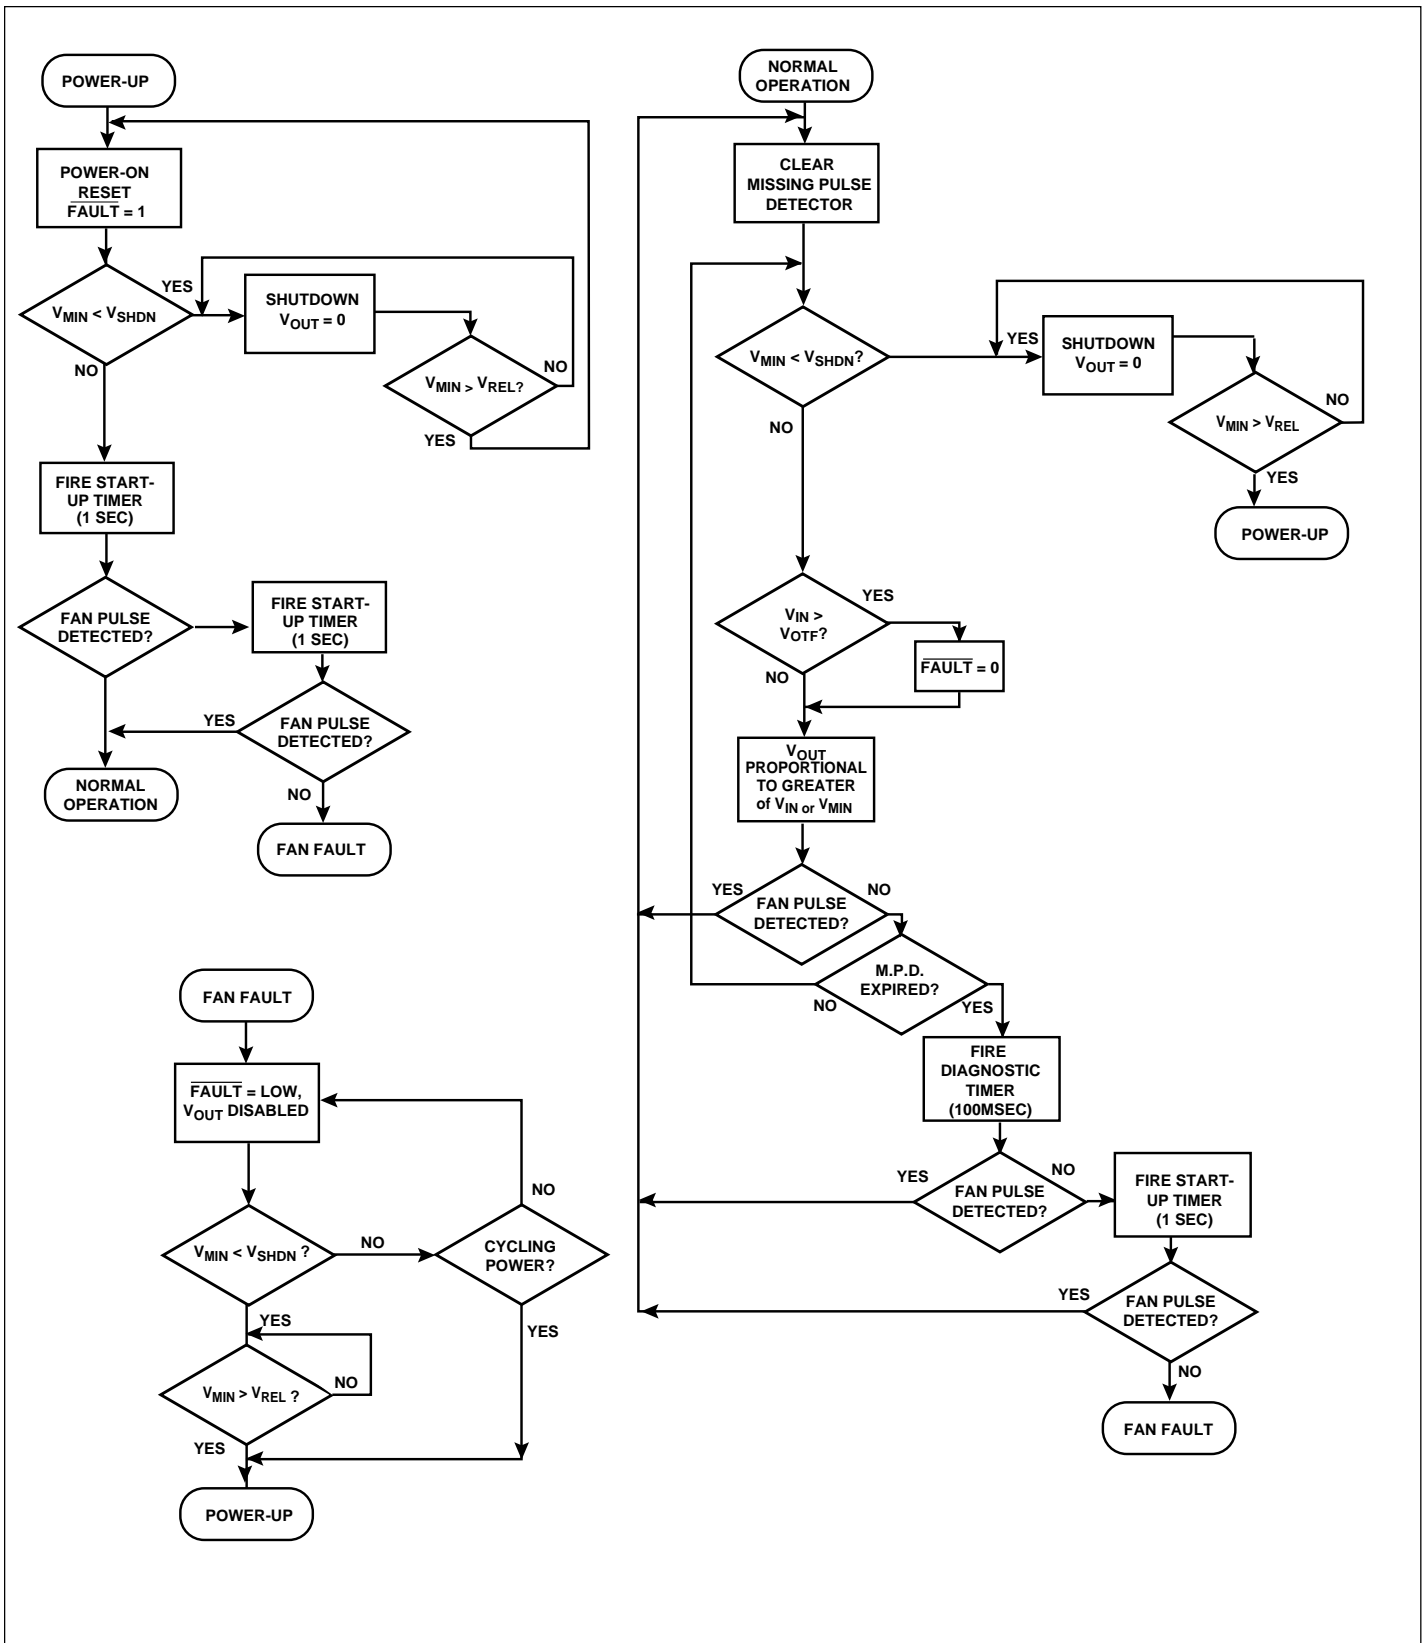 POWER-UP
POWER-ON
RESET
FAULT = 1
YES
VMIN < VSHDN
NO
SHUTDOWN
VOUT = 0
VMIN > VREL?
NO
YES
FIRE START-
UP TIMER
(1 SEC)
FAN PULSE
DETECTED?
FIRE START-
UP TIMER
(1 SEC)
YES
FAN PULSE
DETECTED?
NO
NORMAL
OPERATION
FAN FAULT
FAN FAULT
FAULT = LOW,
VOUT DISABLED
VMIN < VSHDN ?
NO
NO
CYCLING
POWER?
YES
YES
VMIN > VREL ?
NO
YES
POWER-UP
NORMAL
OPERATION
CLEAR
MISSING PULSE
DETECTOR
VMIN < VSHDN?
YES
NO
SHUTDOWN
VOUT = 0
VMIN > VREL
NO
YES
POWER-UP
VIN >
VOTF?
YES
NO
FAULT = 0
VOUT
PROPORTIONAL
TO GREATER
of VIN or VMIN
YES
NO
FAN PULSE
DETECTED?
M.P.D.
EXPIRED?
NO
YES
FIRE
DIAGNOSTIC
TIMER
(100MSEC)
YES
NO
FAN PULSE
DETECTED?
FIRE START-
UP TIMER
(1 SEC)
YES
FAN PULSE
DETECTED?
NO
FAN FAULT